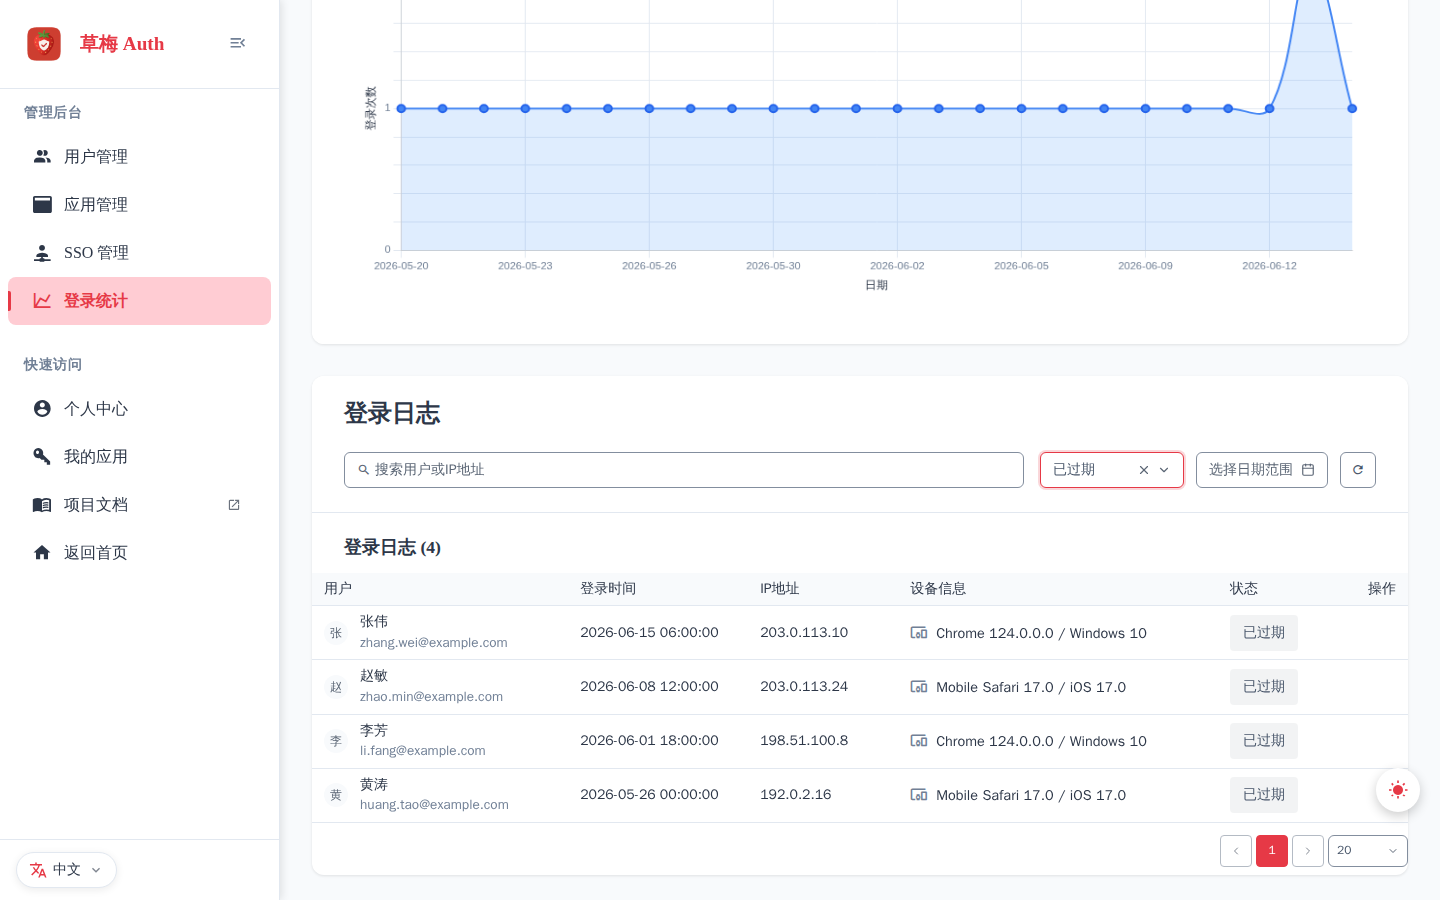 草梅 Auth
管理后台
用户管理
应用管理
SSO 管理
登录统计
快速访问
个人中心
我的应用
项目文档
返回首页
中文
登录次数
1
0
2026-05-20
2026-05-23
2026-05-26
2026-05-30
2026-06-02
2026-06-05
2026-06-09
2026-06-12
日期
登录日志
搜索用户或IP地址
已过期
选择日期范围
登录日志 (4)
用户 登录时间 IP地址 设备信息 状态 操作
张 张伟 zhang.wei@example.com 2026-06-15 06:00:00 203.0.113.10 Chrome 124.0.0.0 / Windows 10 已过期
赵 赵敏 zhao.min@example.com 2026-06-08 12:00:00 203.0.113.24 Mobile Safari 17.0 / iOS 17.0 已过期
李 李芳 li.fang@example.com 2026-06-01 18:00:00 198.51.100.8 Chrome 124.0.0.0 / Windows 10 已过期
黄 黄涛 huang.tao@example.com 2026-05-26 00:00:00 192.0.2.16 Mobile Safari 17.0 / iOS 17.0 已过期
1
20